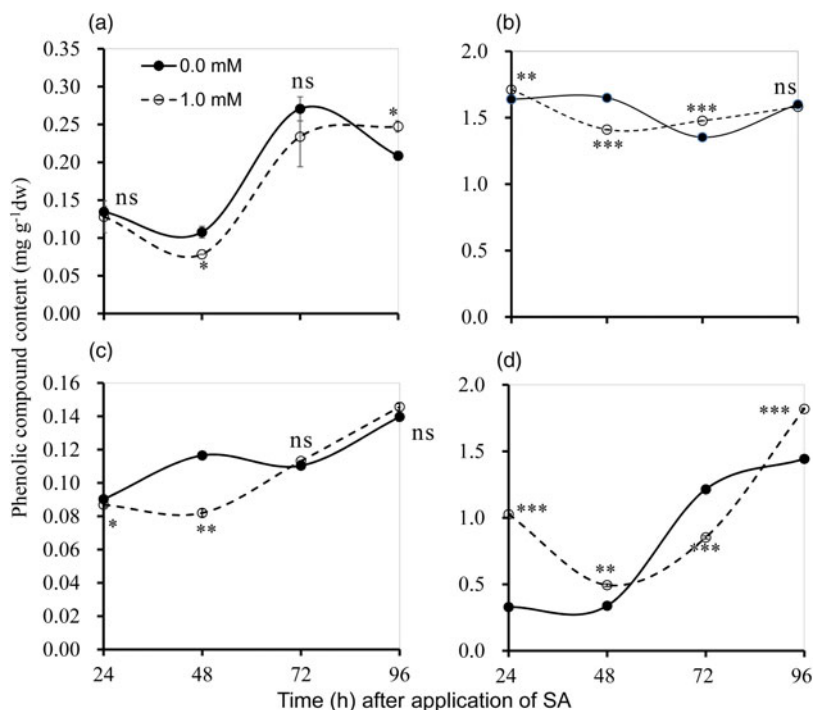 (a)
0.35
0.30
0.25
0.20
0.15
0.10
0.05
0.00
0.0 mM
1.0 mM
ns
*
ns
*
(b)
2.0
1.5
1.0
0.5
0.0
**
***
***
ns
Phenolic compound content (mg g⁻¹dw)
(c)
0.16
0.14
0.12
0.10
0.08
0.06
0.04
0.02
0.00
*
**
ns
ns
24 48 72 96
(d)
2.0
1.5
1.0
0.5
0.0
***
**
***
***
24 48 72 96
Time (h) after application of SA